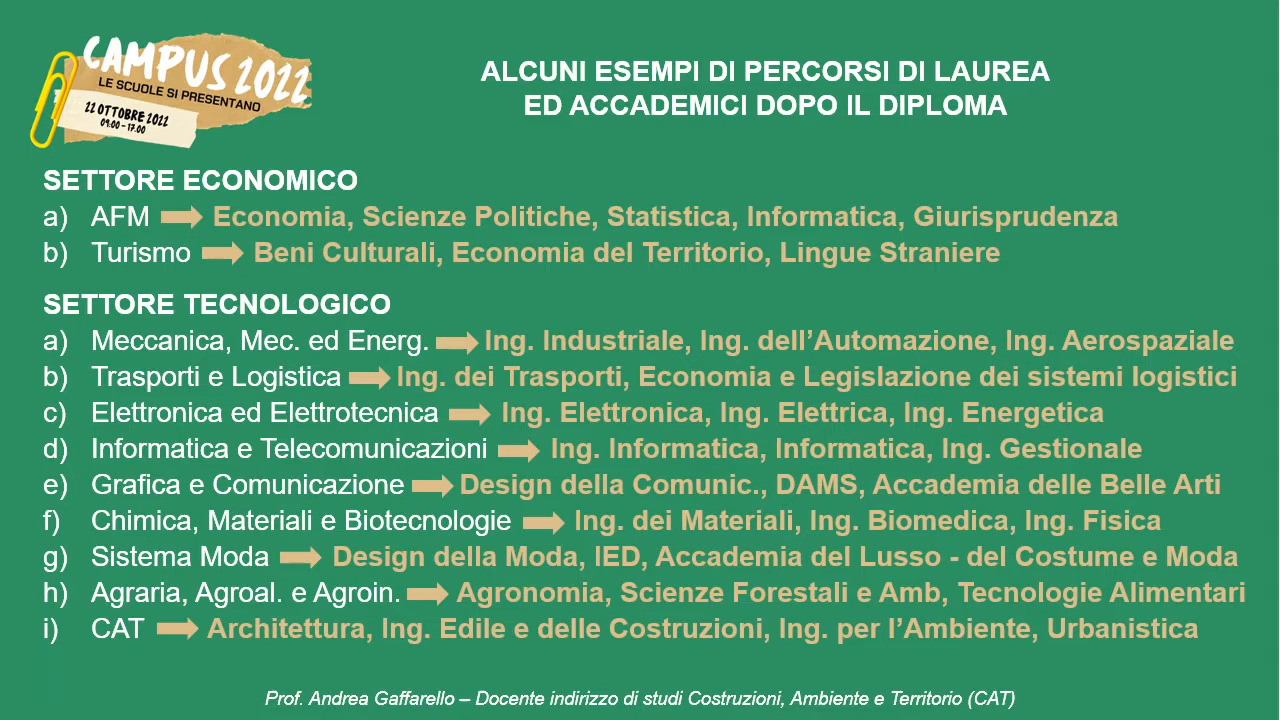 CAMPUS 2022
LE SCUOLE SI PRESENTANO
22 OTTOBRE 2022
09.00 - 17.00
ALCUNI ESEMPI DI PERCORSI DI LAUREA
ED ACCADEMICI DOPO IL DIPLOMA
SETTORE ECONOMICO
a) AFM Economia, Scienze Politiche, Statistica, Informatica, Giurisprudenza
b) Turismo Beni Culturali, Economia del Territorio, Lingue Straniere
SETTORE TECNOLOGICO
a) Meccanica, Mec. ed Energ. Ing. Industriale, Ing. dell’Automazione, Ing. Aerospaziale
b) Trasporti e Logistica Ing. dei Trasporti, Economia e Legislazione dei sistemi logistici
c) Elettronica ed Elettrotecnica Ing. Elettronica, Ing. Elettrica, Ing. Energetica
d) Informatica e Telecomunicazioni Ing. Informatica, Informatica, Ing. Gestionale
e) Grafica e Comunicazione Design della Comunic., DAMS, Accademia delle Belle Arti
f) Chimica, Materiali e Biotecnologie Ing. dei Materiali, Ing. Biomedica, Ing. Fisica
g) Sistema Moda Design della Moda, IED, Accademia del Lusso - del Costume e Moda
h) Agraria, Agroal. e Agroin. Agronomia, Scienze Forestali e Amb, Tecnologie Alimentari
i) CAT Architettura, Ing. Edile e delle Costruzioni, Ing. per l’Ambiente, Urbanistica
Prof. Andrea Gaffarello – Docente indirizzo di studi Costruzioni, Ambiente e Territorio (CAT)